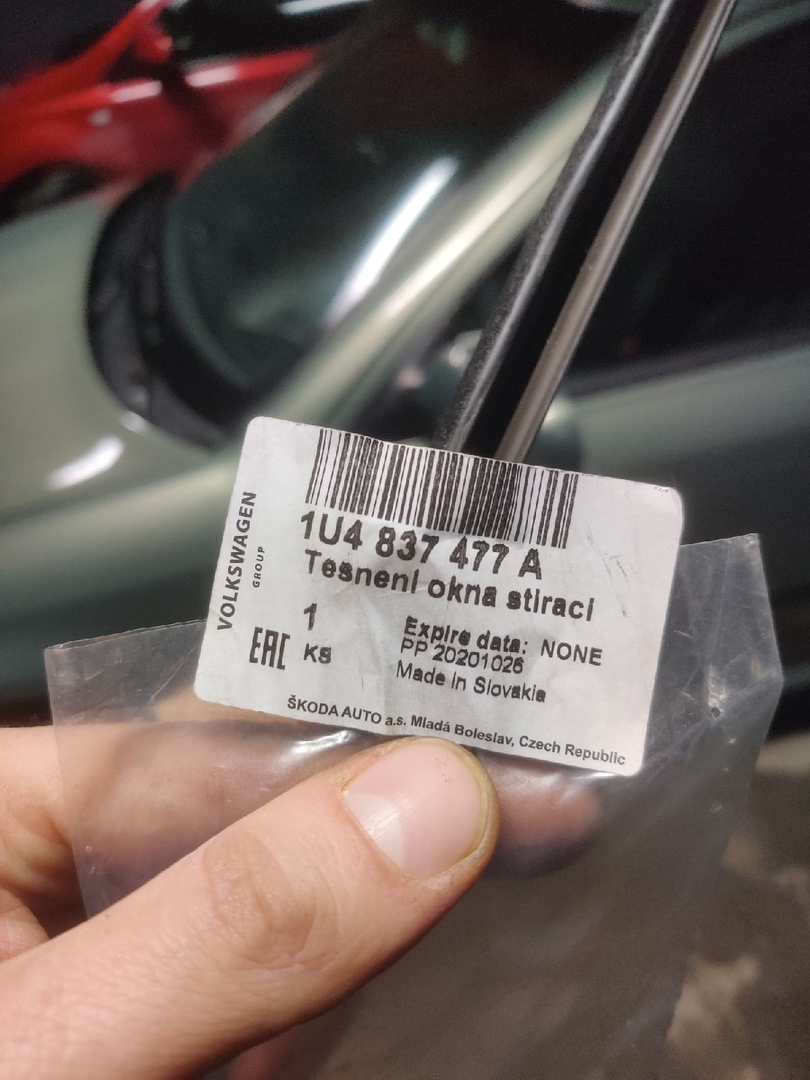 VOLKSWAGEN
GROUP
1U4 837 477 A
Tesneni okna stiraci
1
KS
EAC
Expire data: NONE
PP 20201026
Made in Slovakia
ŠKODA AUTO a.s. Mladá Boleslav, Czech Republic